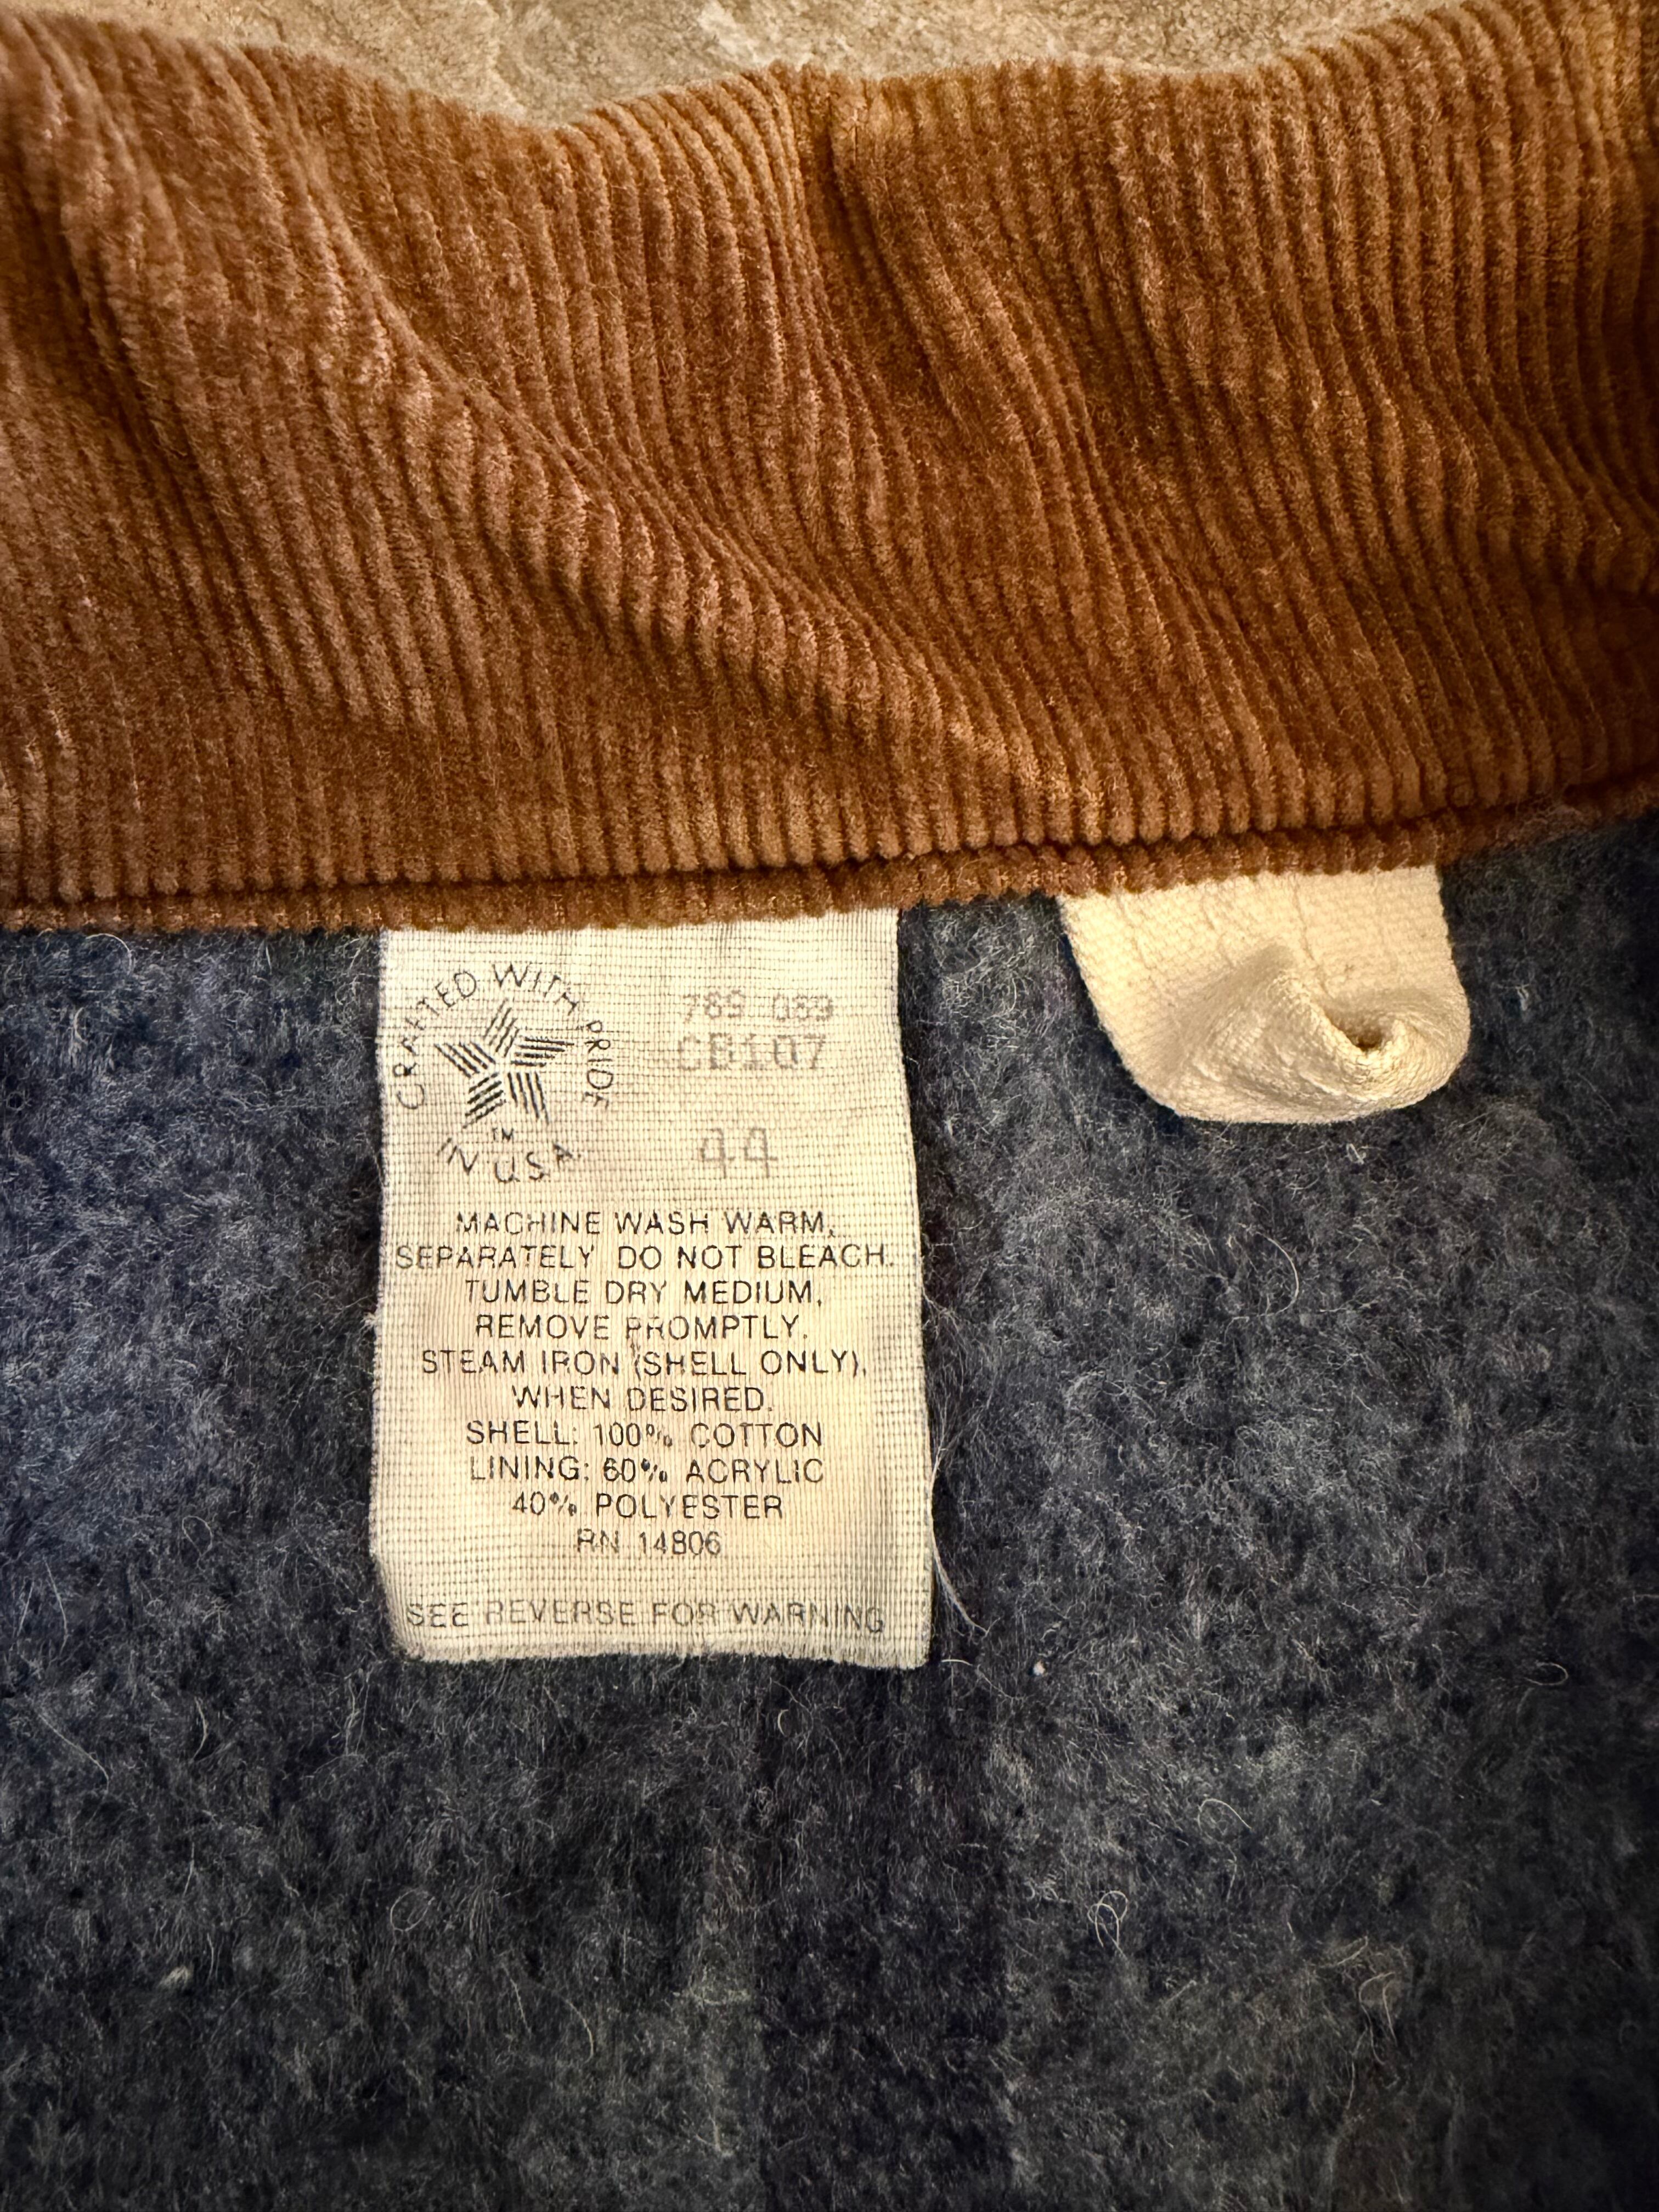 CRAFTED WITH PRIDE
TM
IN U.S.A.
789 089
CB107
44
MACHINE WASH WARM,
SEPARATELY DO NOT BLEACH.
TUMBLE DRY MEDIUM,
REMOVE PROMPTLY.
STEAM IRON (SHELL ONLY),
WHEN DESIRED.
SHELL: 100% COTTON
LINING: 60% ACRYLIC
40% POLYESTER
RN 14806
SEE REVERSE FOR WARNING